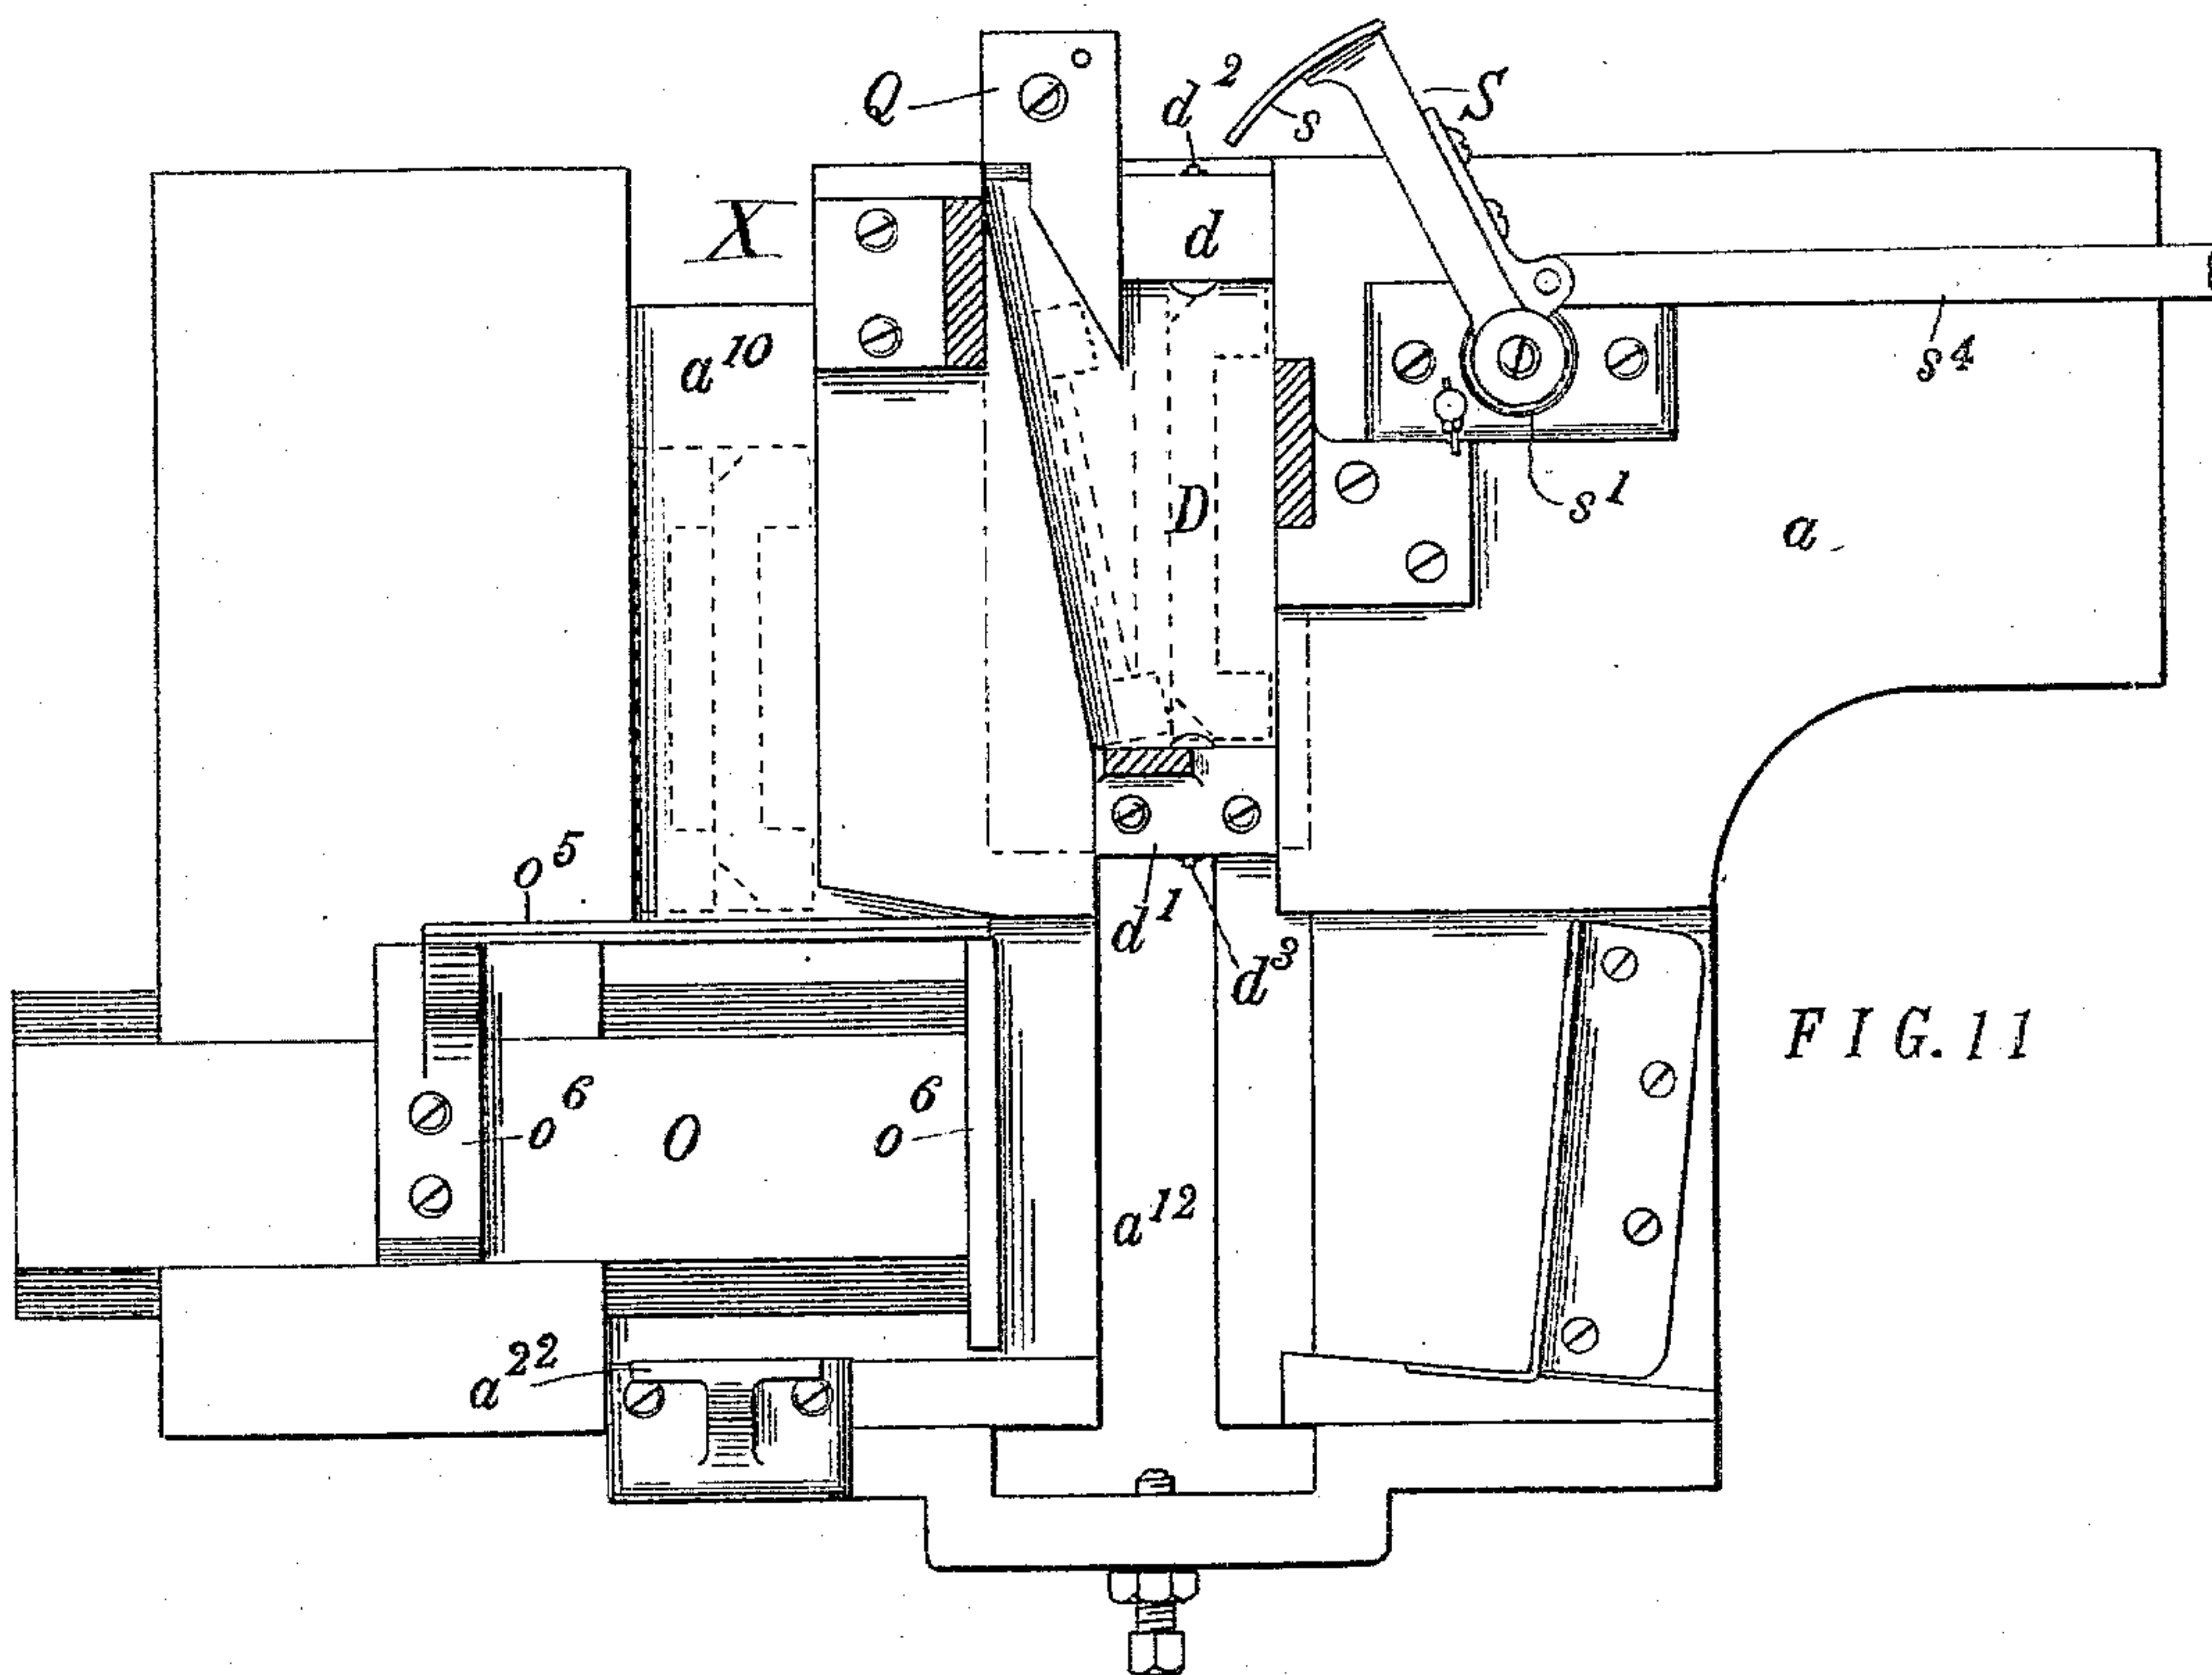 Q
d²
s
S
X
d
a¹⁰
s⁴
D
s¹
a
o⁵
d¹
d³
FIG. 11
o⁶
O
o⁶
a¹²
a²²